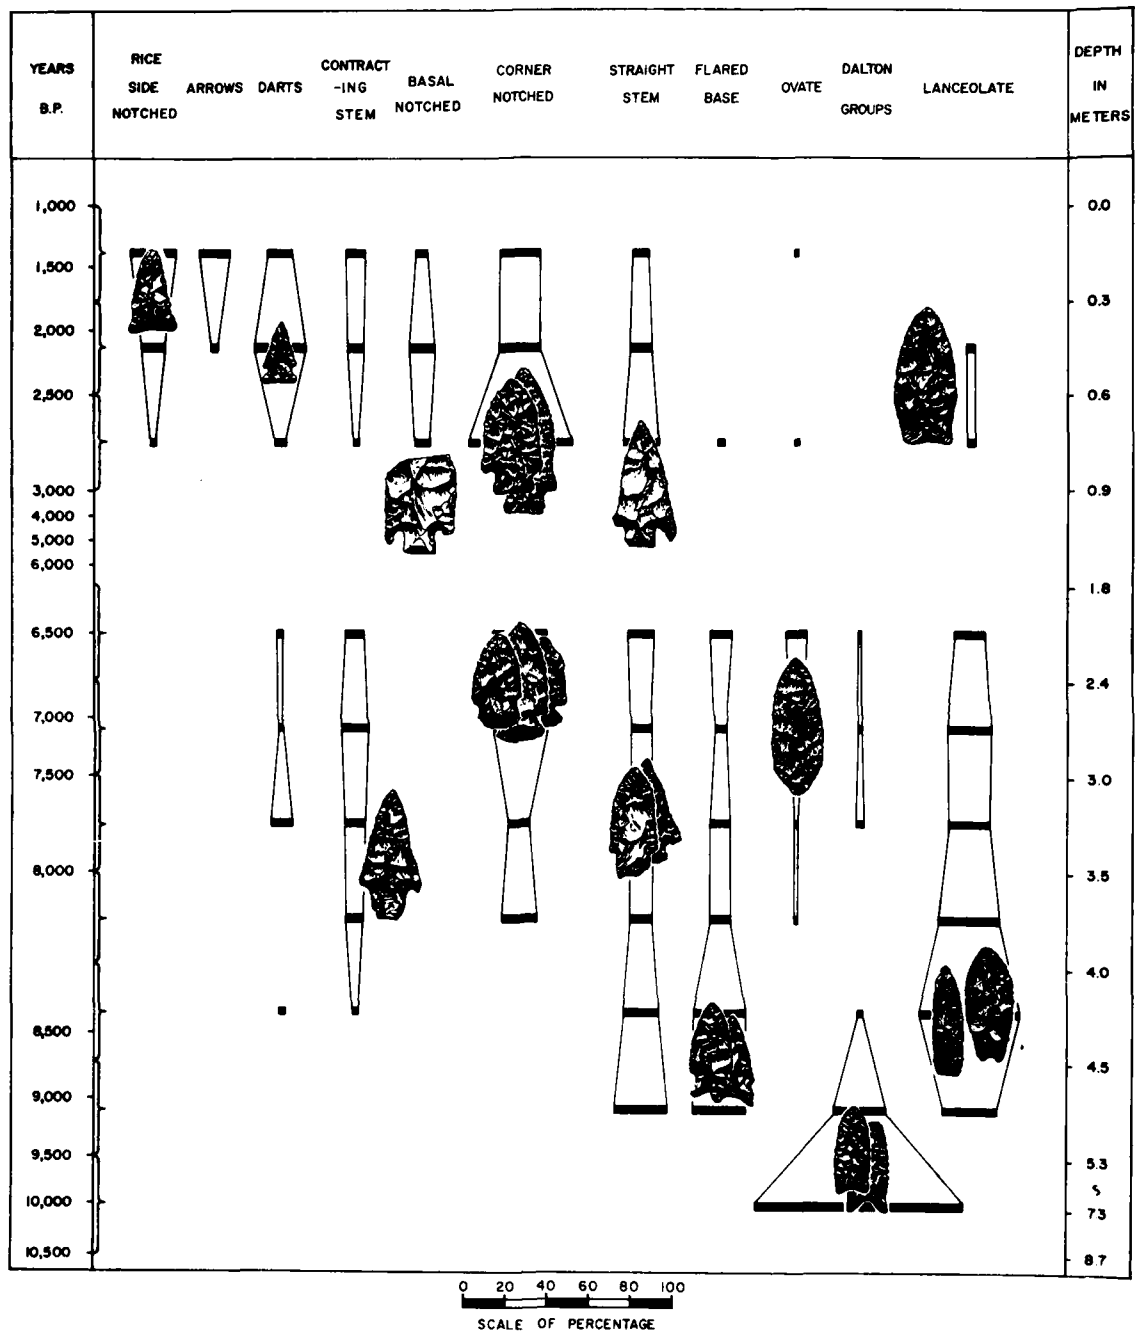 YEARS
B.P.
RICE
SIDE
NOTCHED
ARROWS
DARTS
CONTRACT
-ING
STEM
BASAL
NOTCHED
CORNER
NOTCHED
STRAIGHT
STEM
FLARED
BASE
OVATE
DALTON
GROUPS
LANCEOLATE
DEPTH
IN
METERS
1,000
1,500
2,000
2,500
3,000
4,000
5,000
6,000
6,500
7,000
7,500
8,000
8,500
9,000
9,500
10,000
10,500
0.0
0.3
0.6
0.9
1.8
2.4
3.0
3.5
4.0
4.5
5.3
73
8.7
0 20 40 60 80 100
SCALE OF PERCENTAGE